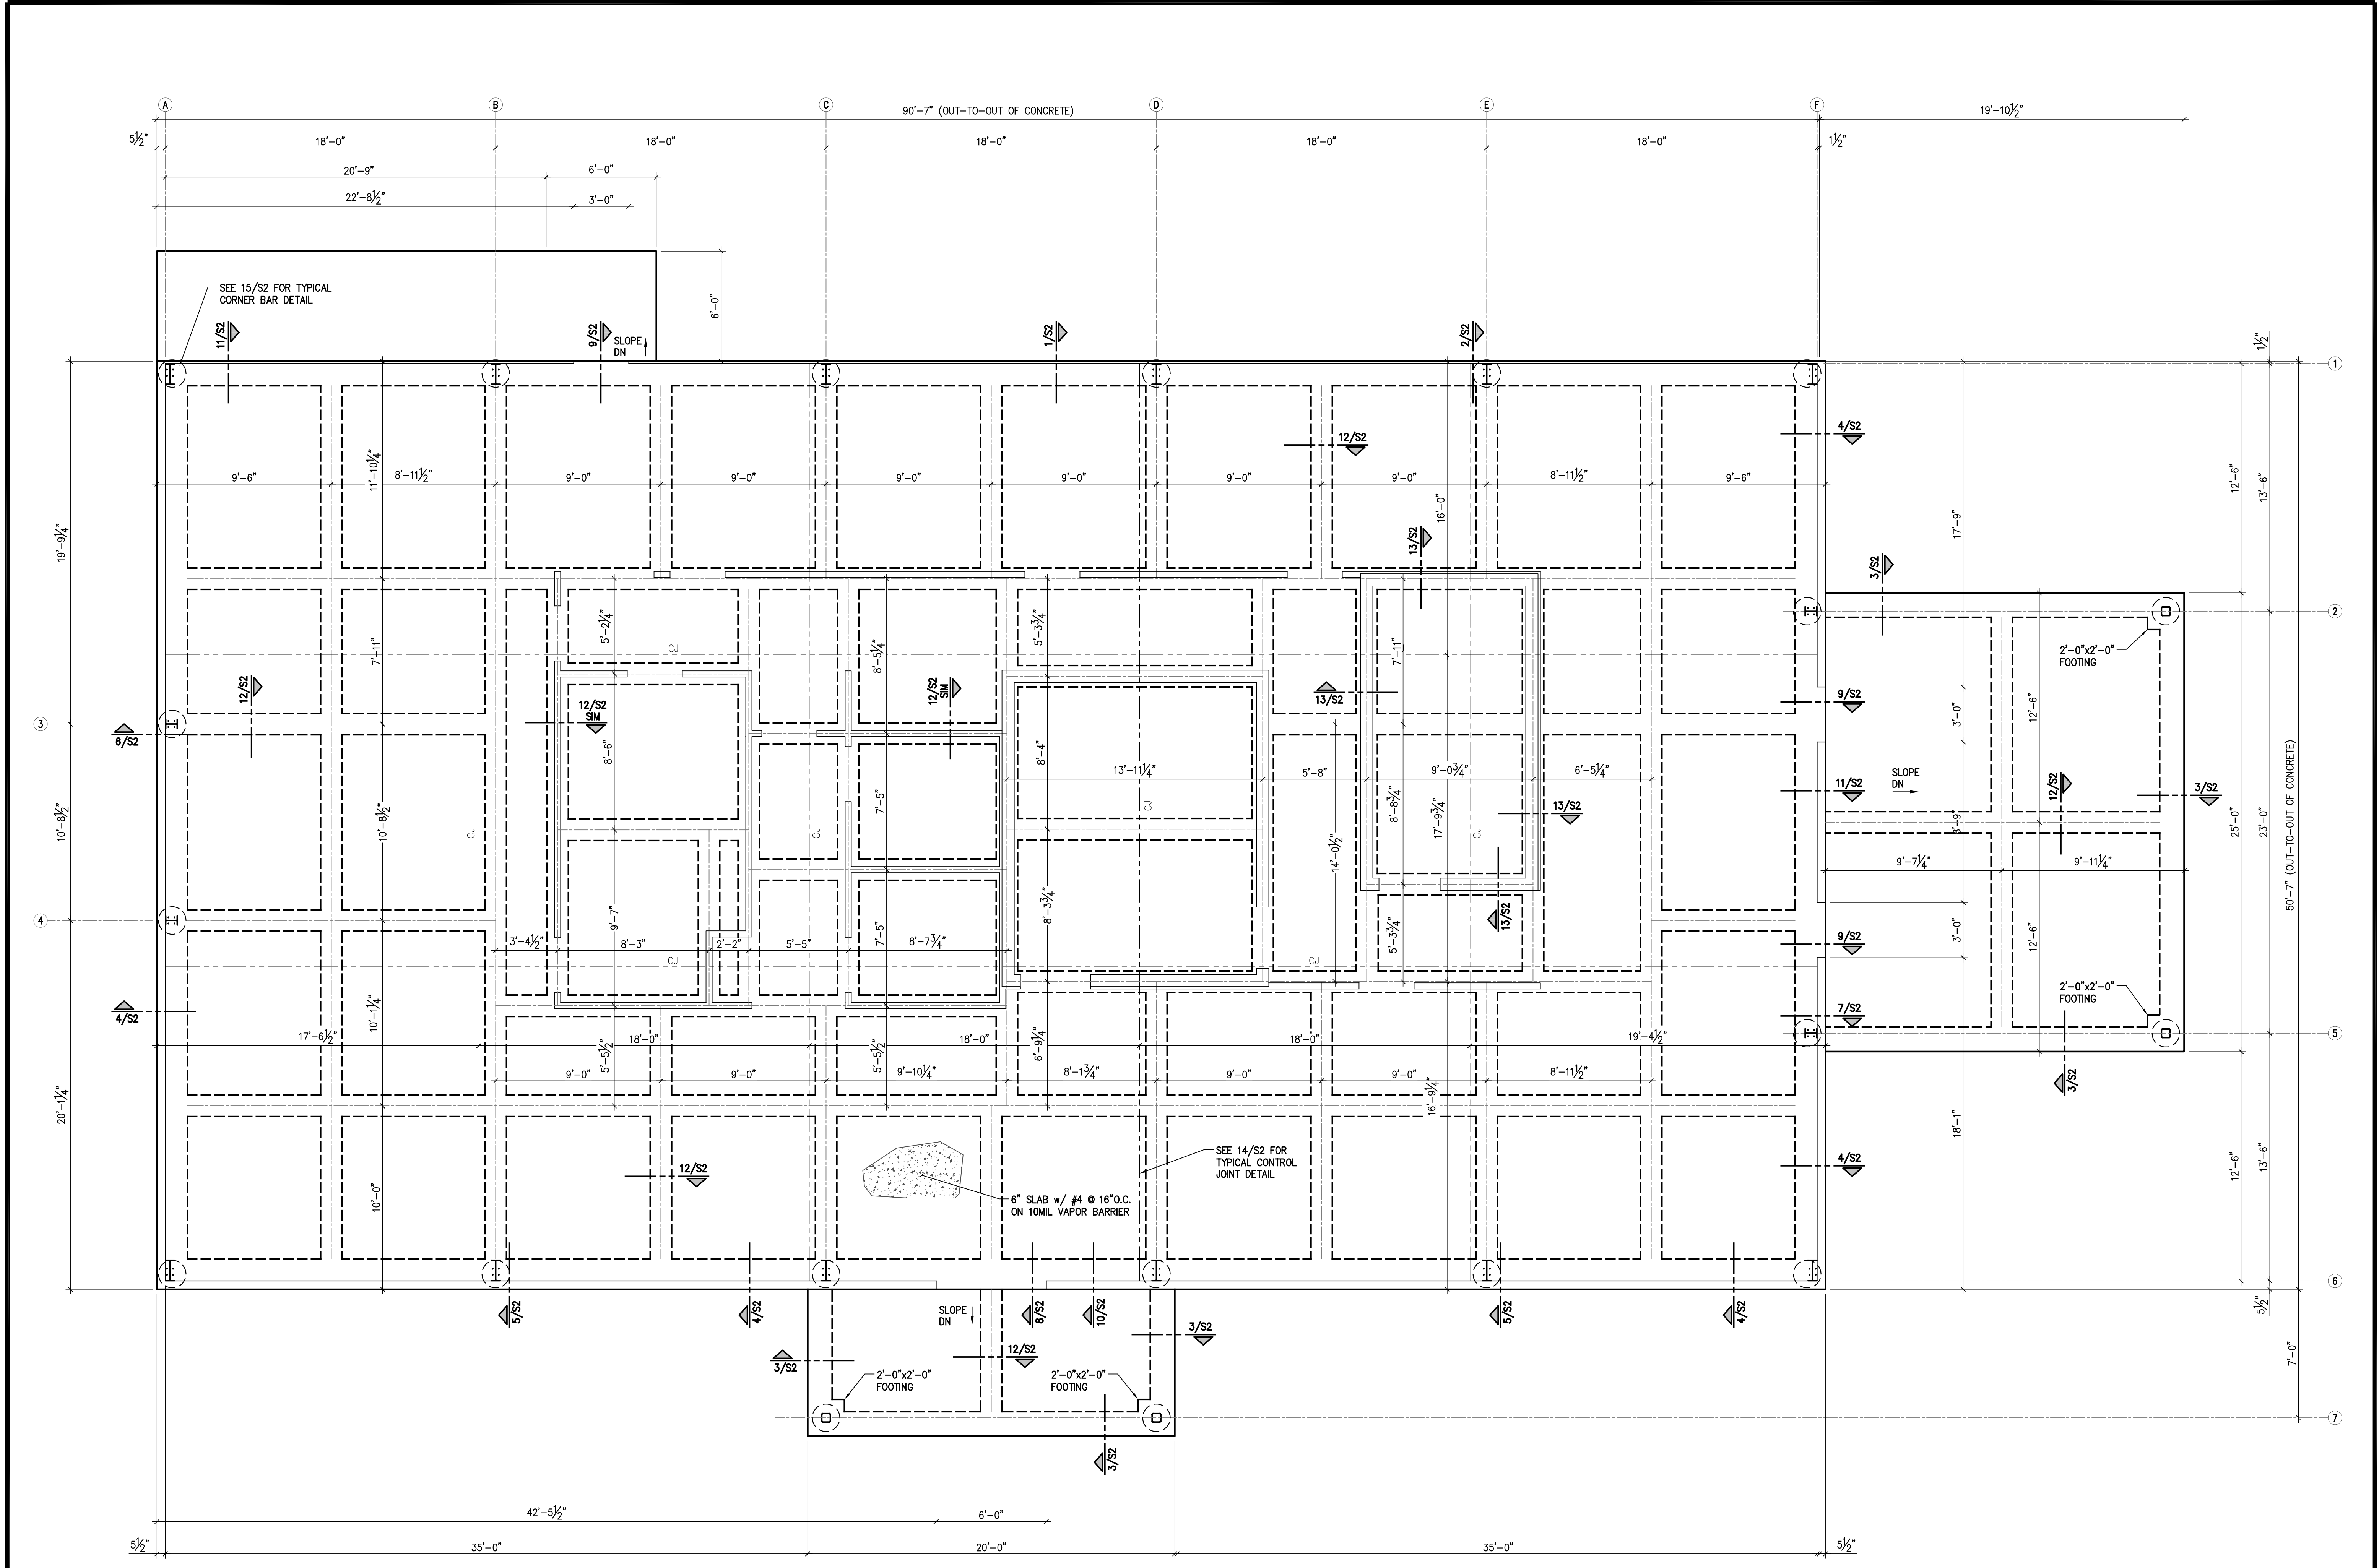 A
B
C
D
E
F
90'-7" (OUT-TO-OUT OF CONCRETE)
19'-10½"
5½"
18'-0"
18'-0"
18'-0"
18'-0"
18'-0"
1½"
20'-9"
6'-0"
22'-8½"
3'-0"
SEE 15/S2 FOR TYPICAL
CORNER BAR DETAIL
6'-0"
11/S2
9/S2
SLOPE
DN
1/S2
2/S2
1½"
1
12/S2
4/S2
9'-6"
11'-10¼"
8'-11½"
9'-0"
9'-0"
9'-0"
9'-0"
9'-0"
9'-0"
8'-11½"
9'-6"
16'-0"
12'-6"
13'-6"
19'-9¼"
17'-9"
13/S2
3/S2
2
7'-11"
5'-2¼"
CJ
8'-5¼"
5'-3¾"
7'-11"
2'-0"x2'-0"
FOOTING
12/S2
12/S2
SIM
12/S2
SIM
13/S2
9/S2
3'-0"
12'-6"
3
6/S2
8'-6"
8'-4"
13'-11¼"
5'-8"
9'-0¾"
6'-5¼"
11/S2
SLOPE
DN
12/S2
3/S2
50'-7" (OUT-TO-OUT OF CONCRETE)
10'-8½"
10'-8½"
CJ
CJ
7'-5"
CJ
14'-0½"
8'-8¾"
17'-9¾"
CJ
13/S2
3'-9"
25'-0"
23'-0"
9'-7¼"
9'-11¼"
4
9'-7"
8'-3¾"
13/S2
3'-0"
12'-6"
3'-4½"
8'-3"
2'-2"
5'-5"
7'-5"
8'-7¾"
5'-3¾"
9/S2
CJ
CJ
2'-0"x2'-0"
FOOTING
4/S2
10'-1¼"
7/S2
17'-6½"
5'-5½"
18'-0"
5'-5½"
18'-0"
6'-9¼"
18'-0"
19'-4½"
5
9'-0"
9'-0"
9'-10¼"
8'-1¾"
9'-0"
9'-0"
8'-11½"
16'-9¼"
3/S2
20'-1¼"
18'-1"
SEE 14/S2 FOR
TYPICAL CONTROL
JOINT DETAIL
4/S2
12'-6"
13'-6"
12/S2
10'-0"
6" SLAB w/ #4 @ 16"O.C.
ON 10MIL VAPOR BARRIER
6
5/S2
4/S2
SLOPE
DN
8/S2
10/S2
5/S2
4/S2
5½"
3/S2
12/S2
3/S2
7'-0"
2'-0"x2'-0"
FOOTING
2'-0"x2'-0"
FOOTING
7
3/S2
42'-5½"
6'-0"
5½"
35'-0"
20'-0"
35'-0"
5½"